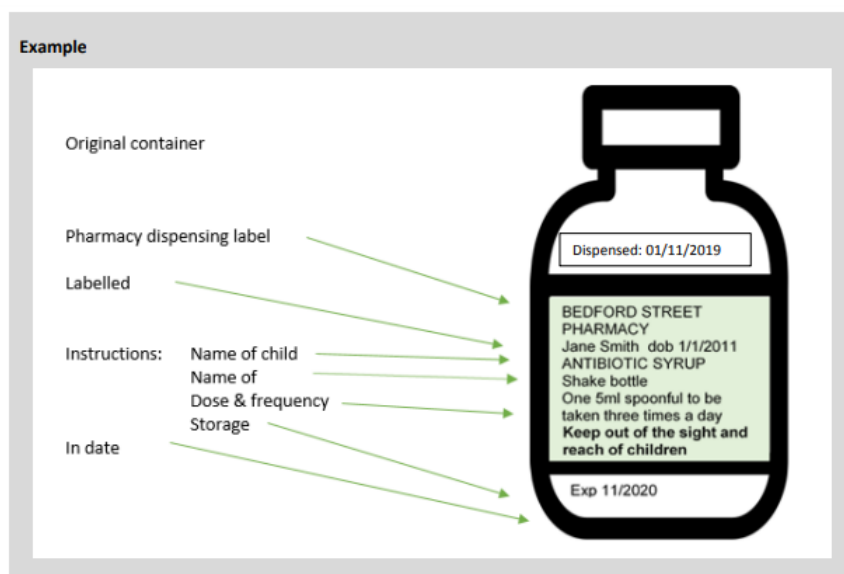 Example
Original container
Pharmacy dispensing label
Labelled
Instructions: Name of child
Name of
Dose & frequency
Storage
In date
Dispensed: 01/11/2019
BEDFORD STREET
PHARMACY
Jane Smith dob 1/1/2011
ANTIBIOTIC SYRUP
Shake bottle
One 5ml spoonful to be
taken three times a day
Keep out of the sight and
reach of children
Exp 11/2020